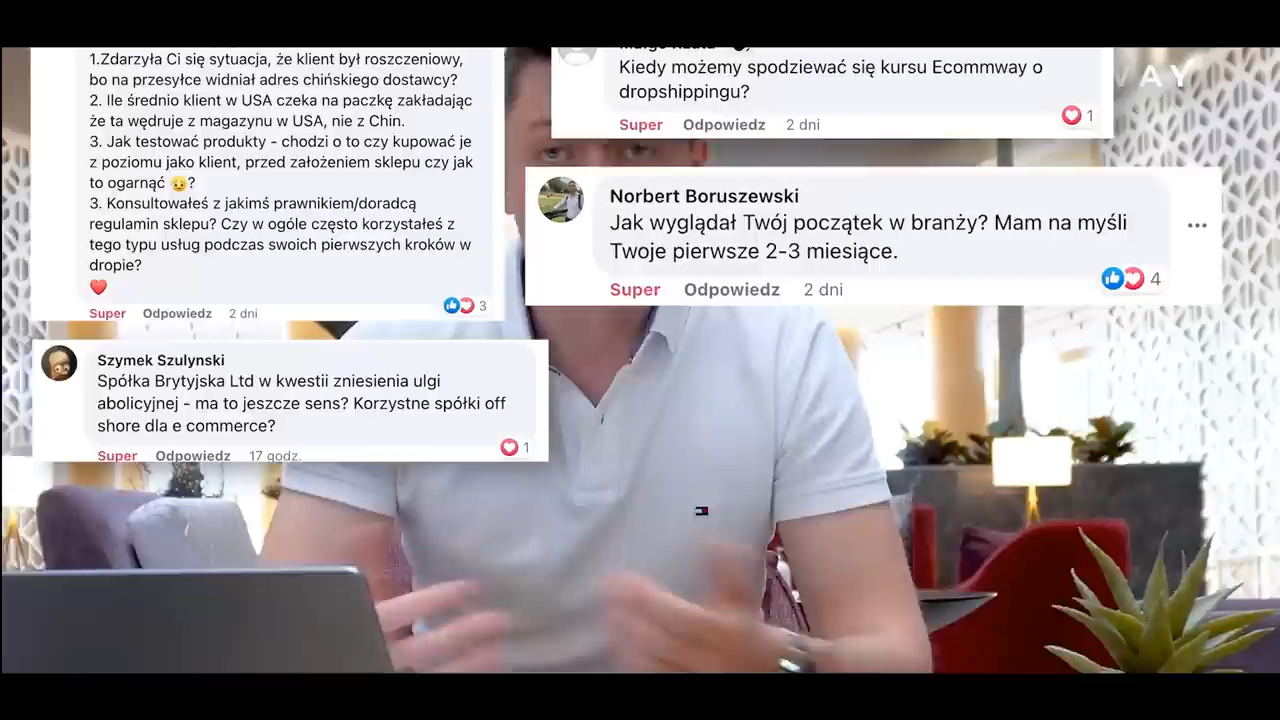 1.Zdarzyła Ci się sytuacja, że klient był roszczeniowy,
bo na przesyłce widniał adres chińskiego dostawcy?
2. Ile średnio klient w USA czeka na paczkę zakładając
że ta wędruje z magazynu w USA, nie z Chin.
3. Jak testować produkty - chodzi o to czy kupować je
z poziomu jako klient, przed założeniem sklepu czy jak
to ogarnąć 😥?
3. Konsultowałeś z jakimś prawnikiem/doradcą
regulamin sklepu? Czy w ogóle często korzystałeś z
tego typu usług podczas swoich pierwszych kroków w
dropie?
❤️
Super Odpowiedz 2 dni 3
Kiedy możemy spodziewać się kursu Ecommway o
dropshippingu?
Super Odpowiedz 2 dni 1
AY
Norbert Boruszewski
Jak wyglądał Twój początek w branży? Mam na myśli
Twoje pierwsze 2-3 miesiące.
Super Odpowiedz 2 dni 4
Szymek Szulynski
Spółka Brytyjska Ltd w kwestii zniesienia ulgi
abolicyjnej - ma to jeszcze sens? Korzystne spółki off
shore dla e commerce?
Super Odpowiedz 17 godz. 1